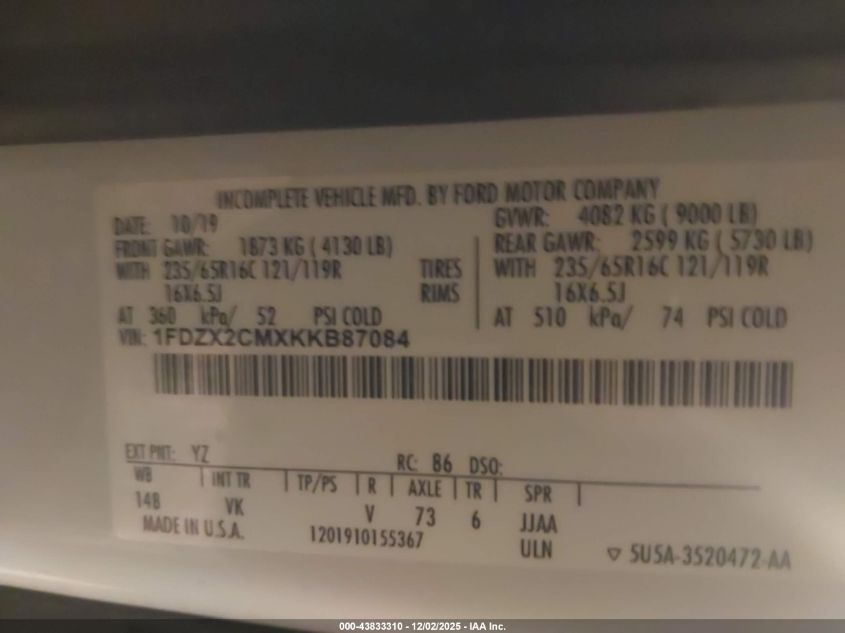 INCOMPLETE VEHICLE MFD. BY FORD MOTOR COMPANY
DATE: 10/19 GVWR: 4082 KG ( 9000 LB)
FRONT GAWR: 1873 KG ( 4130 LB) REAR GAWR: 2599 KG ( 5730 LB)
WITH 235/65R16C 121/119R TIRES WITH 235/65R16C 121/119R
16X6.5J RIMS 16X6.5J
AT 360 kPa/ 52 PSI COLD AT 510 kPa/ 74 PSI COLD
VIN: 1FDZX2CMXKKB87084
EXT PNT: YZ RC: 86 DSO:
WB INT TR TP/PS R AXLE TR SPR
148 VK V 73 6 JJAA
MADE IN U.S.A. 1201910155367 ULN ▽ 5U5A-3520472-AA
000-43833310 - 12/02/2025 - IAA Inc.